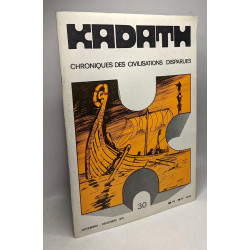 KADATH
CHRONIQUES DES CIVILISATIONS DISPARUES
30